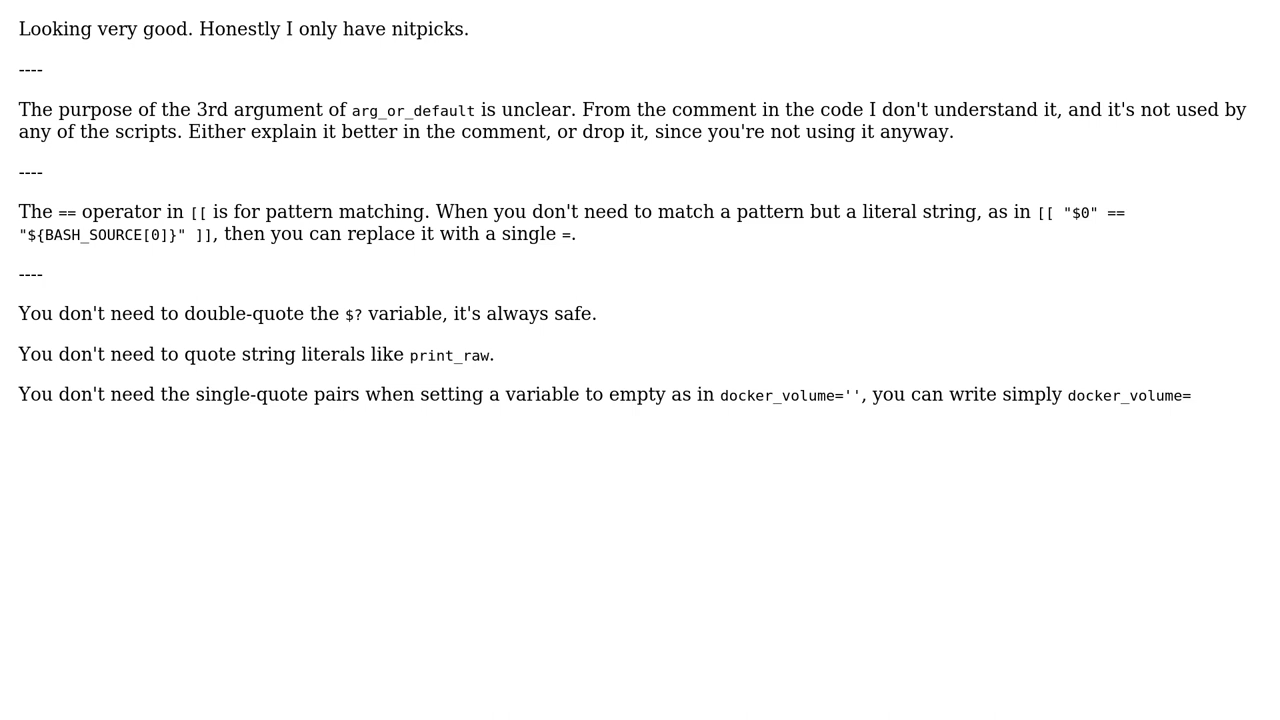 Looking very good. Honestly I only have nitpicks.
----
The purpose of the 3rd argument of arg_or_default is unclear. From the comment in the code I don't understand it, and it's not used by
any of the scripts. Either explain it better in the comment, or drop it, since you're not using it anyway.
----
The == operator in [[ is for pattern matching. When you don't need to match a pattern but a literal string, as in [[ "$0" ==
"${BASH_SOURCE[0]}" ]], then you can replace it with a single =.
----
You don't need to double-quote the $? variable, it's always safe.
You don't need to quote string literals like print_raw.
You don't need the single-quote pairs when setting a variable to empty as in docker_volume='', you can write simply docker_volume=